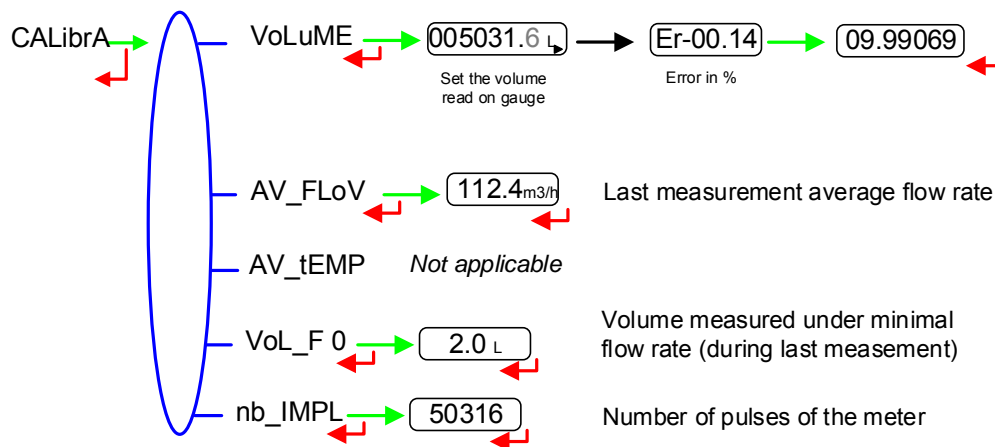 CALibrA
VoLuME
005031.6 L
Er-00.14
09.99069
Set the volume
read on gauge
Error in %
AV_FLoV
112.4m3/h
Last measurement average flow rate
AV_tEMP
Not applicable
VoL_F 0
2.0 L
Volume measured under minimal
flow rate (during last measement)
nb_IMPL
50316
Number of pulses of the meter